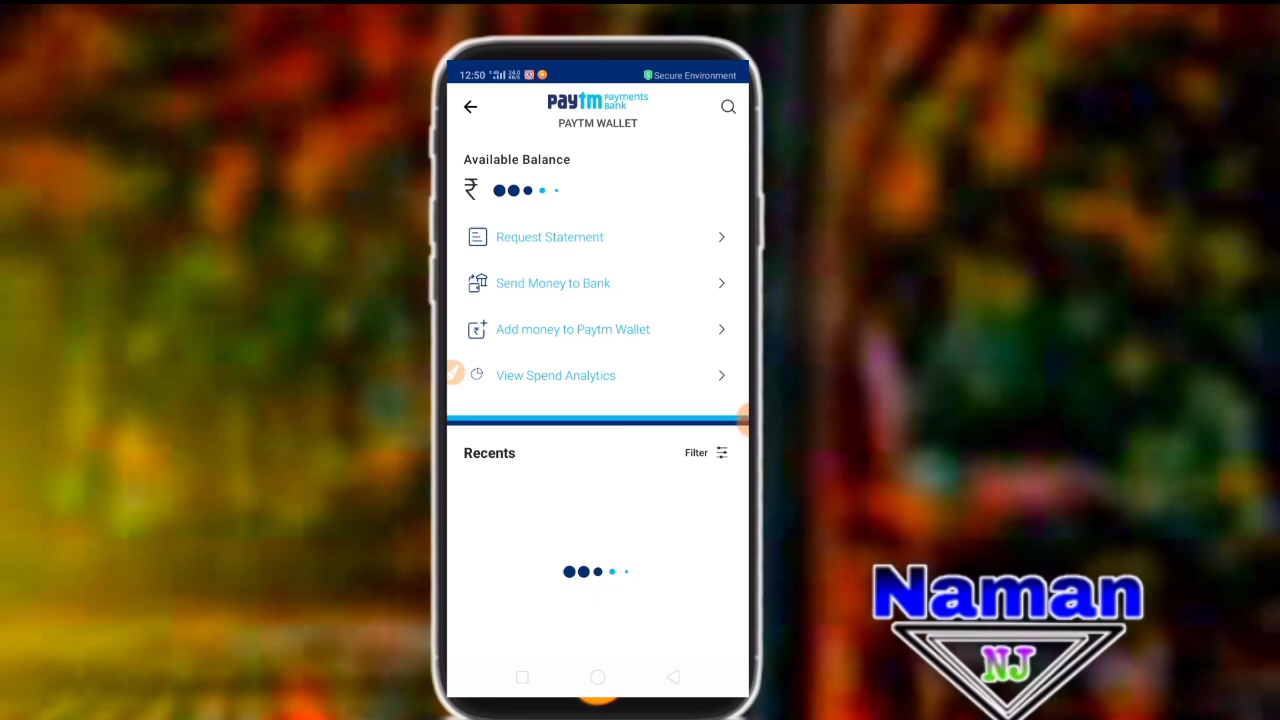 12:50
Secure Environment
paytm payments bank
PAYTM WALLET
Available Balance
₹
Request Statement
Send Money to Bank
Add money to Paytm Wallet
View Spend Analytics
Recents
Filter
Naman
NJ